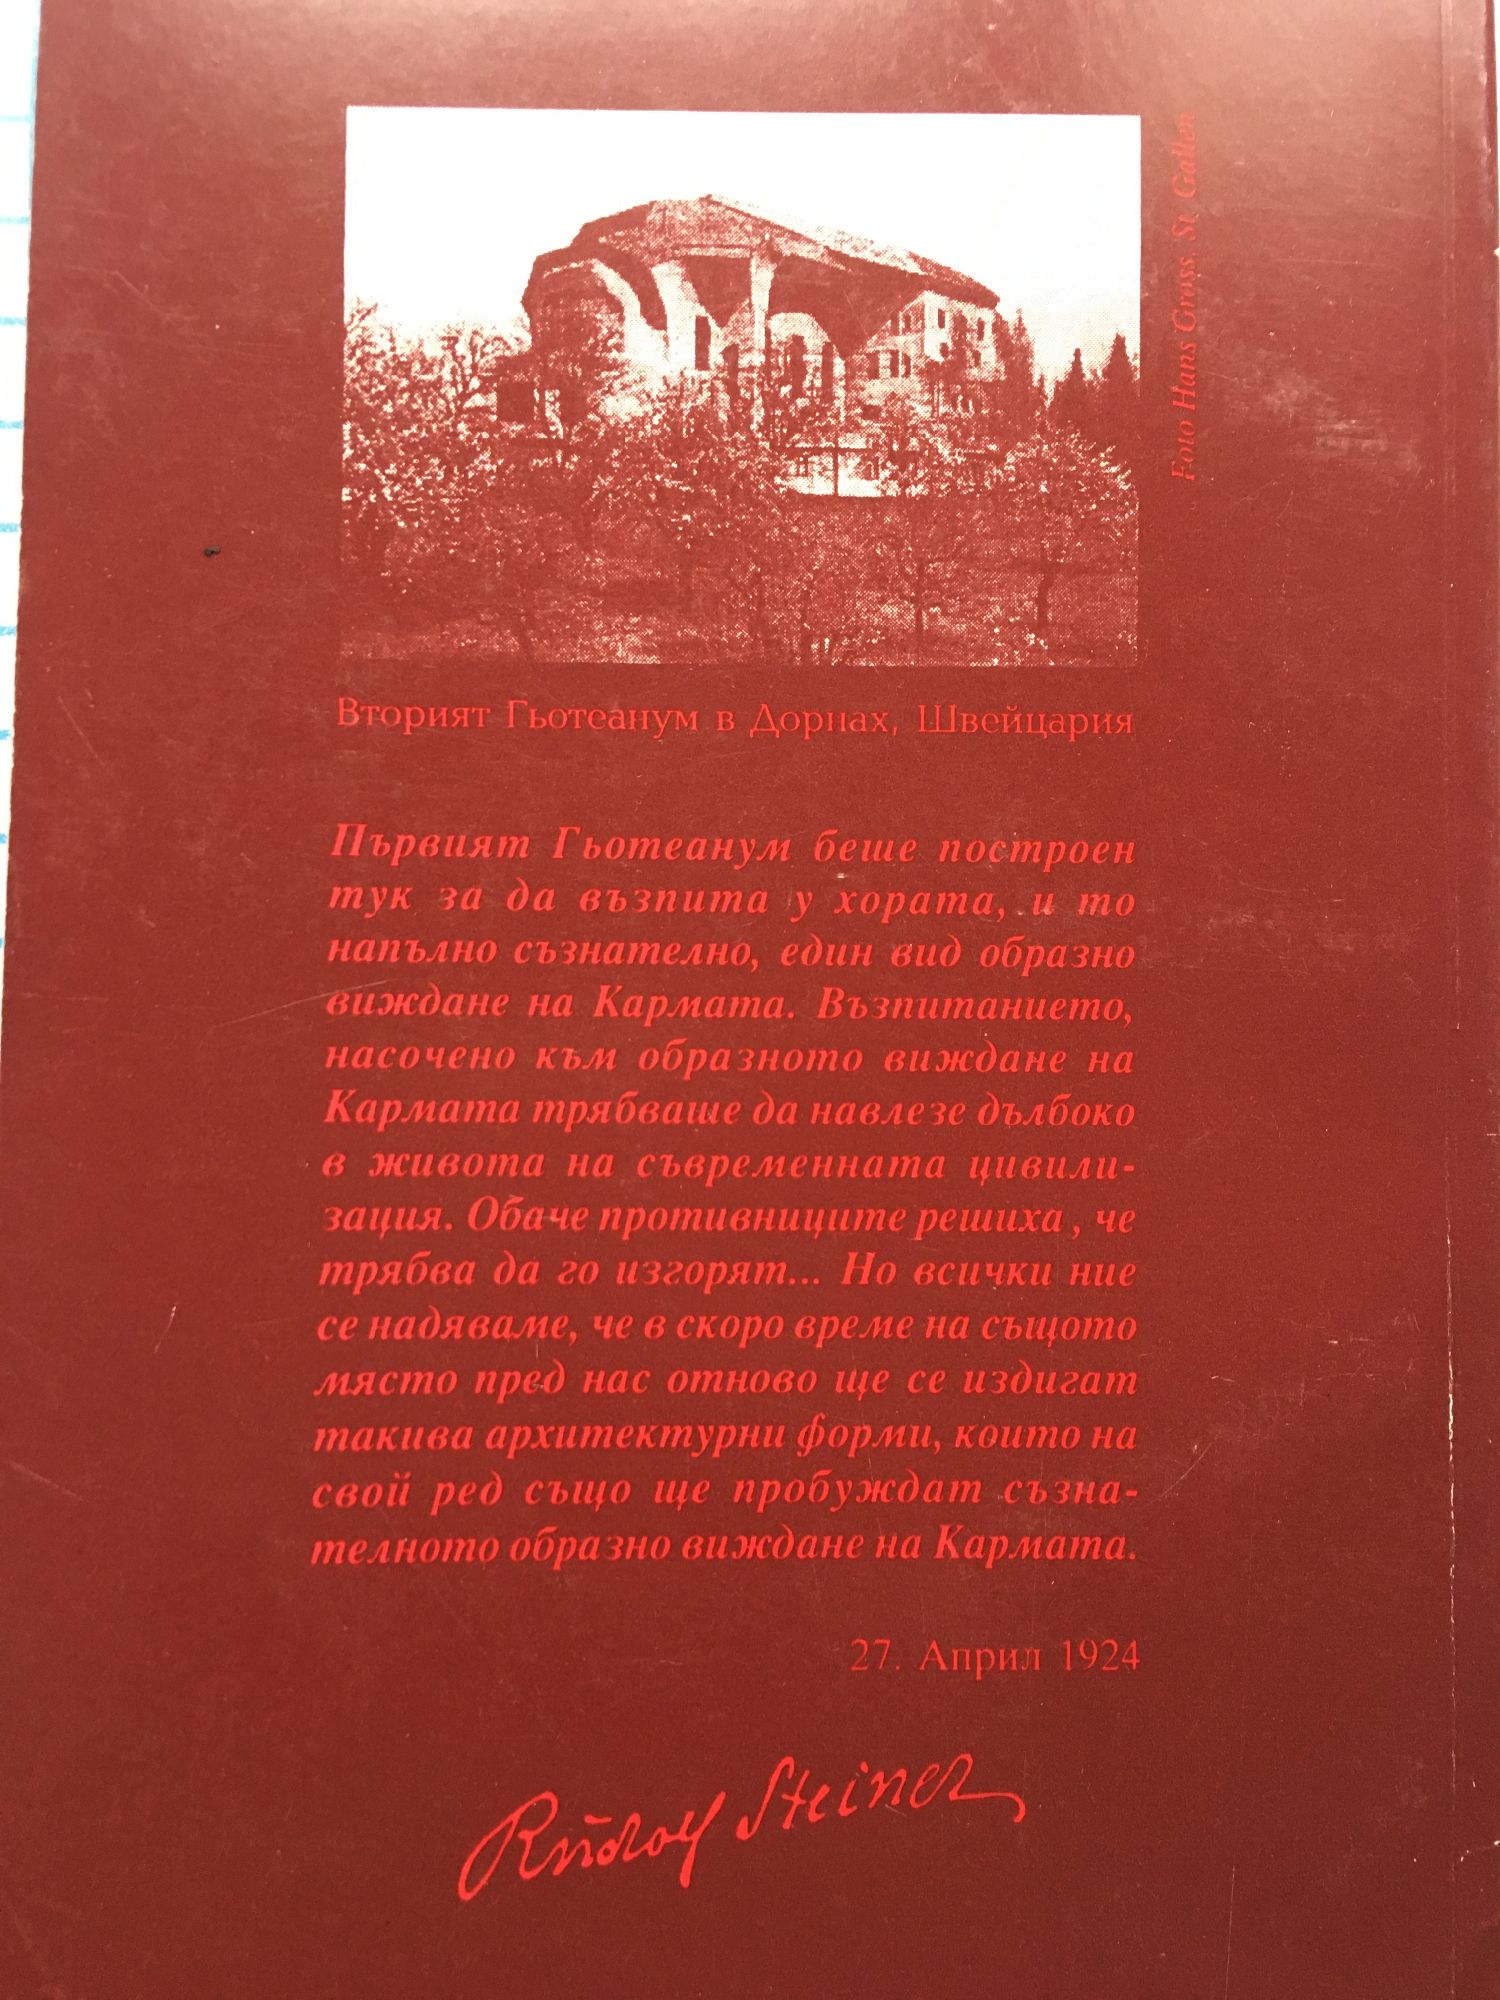 Foto Hans Gross, St. Gallen
Вторият Гьотеанум в Дорнах, Швейцария
Първият Гьотеанум беше построен
тук за да възпита у хората, и то
напълно съзнателно, един вид образно
виждане на Кармата. Възпитанието,
насочено към образното виждане на
Кармата трябваше да навлезе дълбоко
в живота на съвременната цивили-
зация. Обаче противниците решиха, че
трябва да го изгорят... Но всички ние
се надяваме, че в скоро време на същото
място пред нас отново ще се издигат
такива архитектурни форми, които на
свой ред също ще пробуждат съзна-
телното образно виждане на Кармата.
27. Април 1924
Rudolf Steiner